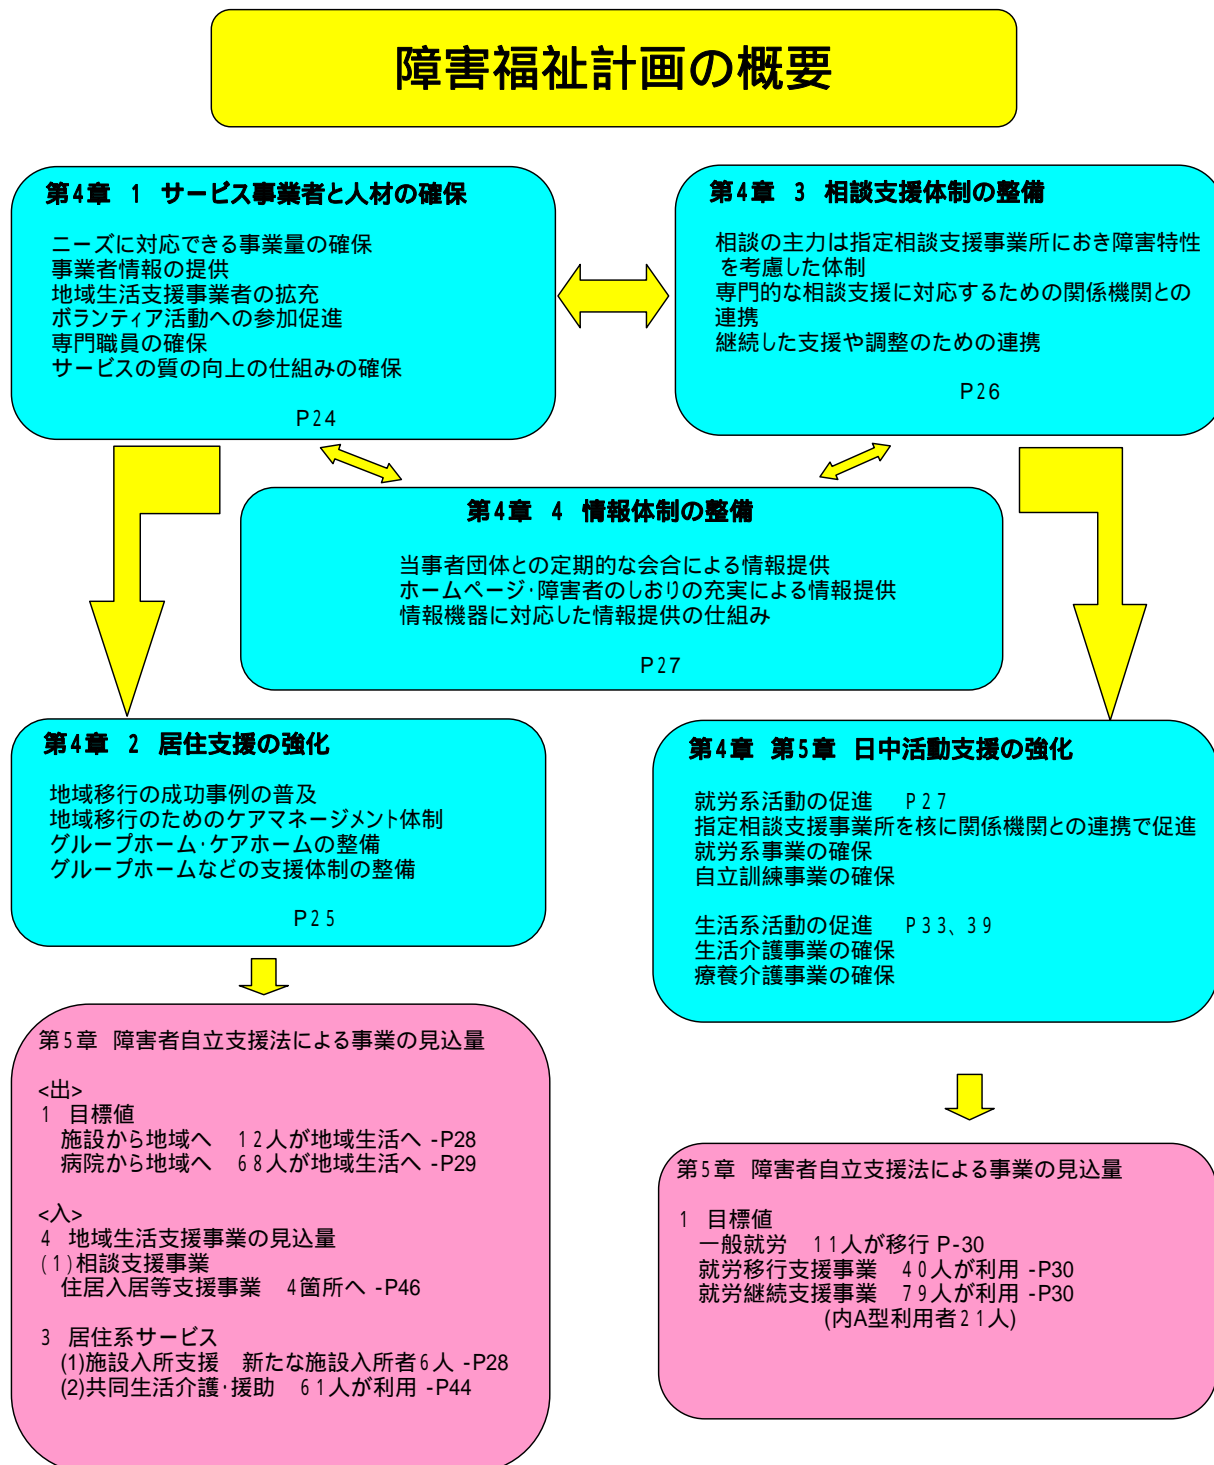 障害福祉計画の概要
第4章 1 サービス事業者と人材の確保
ニーズに対応できる事業量の確保
事業者情報の提供
地域生活支援事業者の拡充
ボランティア活動への参加促進
専門職員の確保
サービスの質の向上の仕組みの確保
P24
第4章 3 相談支援体制の整備
相談の主力は指定相談支援事業所におき障害特性
を考慮した体制
専門的な相談支援に対応するための関係機関との
連携
継続した支援や調整のための連携
P26
第4章 4 情報体制の整備
当事者団体との定期的な会合による情報提供
ホームページ・障害者のしおりの充実による情報提供
情報機器に対応した情報提供の仕組み
P27
第4章 2 居住支援の強化
地域移行の成功事例の普及
地域移行のためのケアマネージメント体制
グループホーム・ケアホームの整備
グループホームなどの支援体制の整備
P25
第4章 第5章 日中活動支援の強化
就労系活動の促進 P27
指定相談支援事業所を核に関係機関との連携で促進
就労系事業の確保
自立訓練事業の確保
生活系活動の促進 P33、39
生活介護事業の確保
療養介護事業の確保
第5章 障害者自立支援法による事業の見込量
<出>
1 目標値
施設から地域へ 12人が地域生活へ -P28
病院から地域へ 68人が地域生活へ -P29
<入>
4 地域生活支援事業の見込量
(1)相談支援事業
住居入居等支援事業 4箇所へ -P46
3 居住系サービス
(1)施設入所支援 新たな施設入所者6人 -P28
(2)共同生活介護・援助 61人が利用 -P44
第5章 障害者自立支援法による事業の見込量
1 目標値
一般就労 11人が移行 P-30
就労移行支援事業 40人が利用 -P30
就労継続支援事業 79人が利用 -P30
(内A型利用者21人)